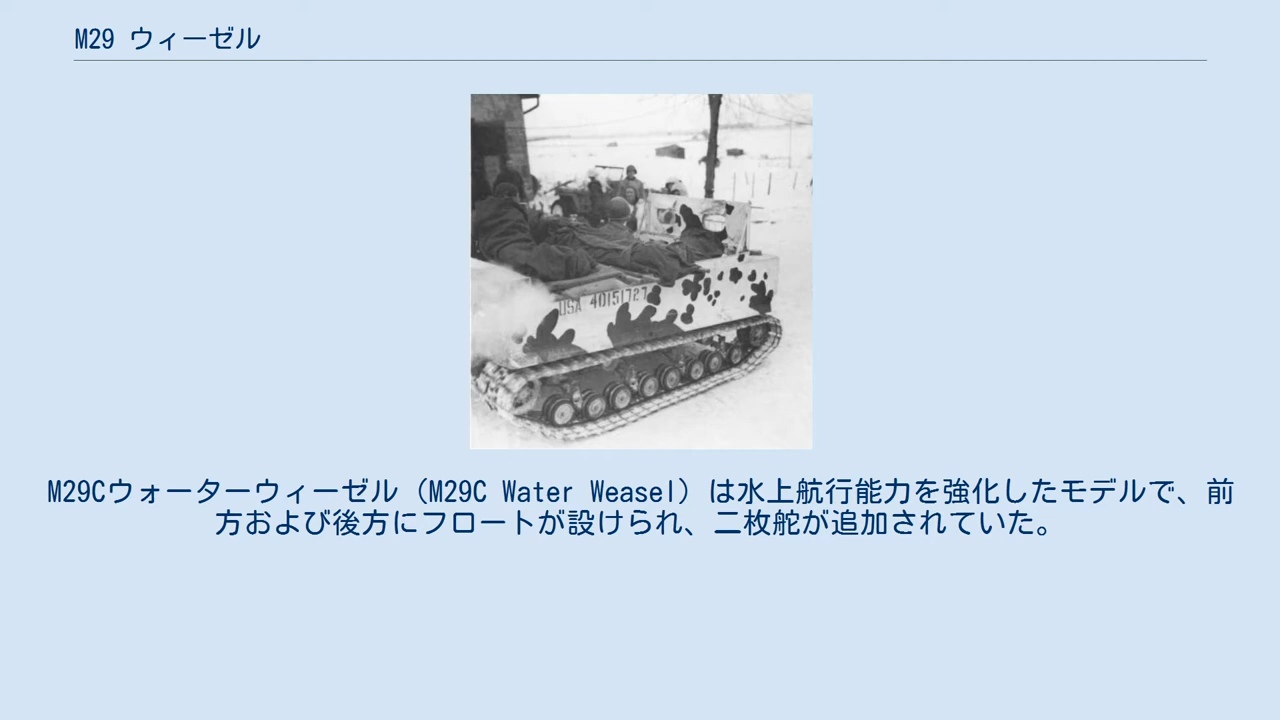 M29 ウィーゼル
USA 40151727
M29Cウォーターウィーゼル（M29C Water Weasel）は水上航行能力を強化したモデルで、前
方および後方にフロートが設けられ、二枚舵が追加されていた。